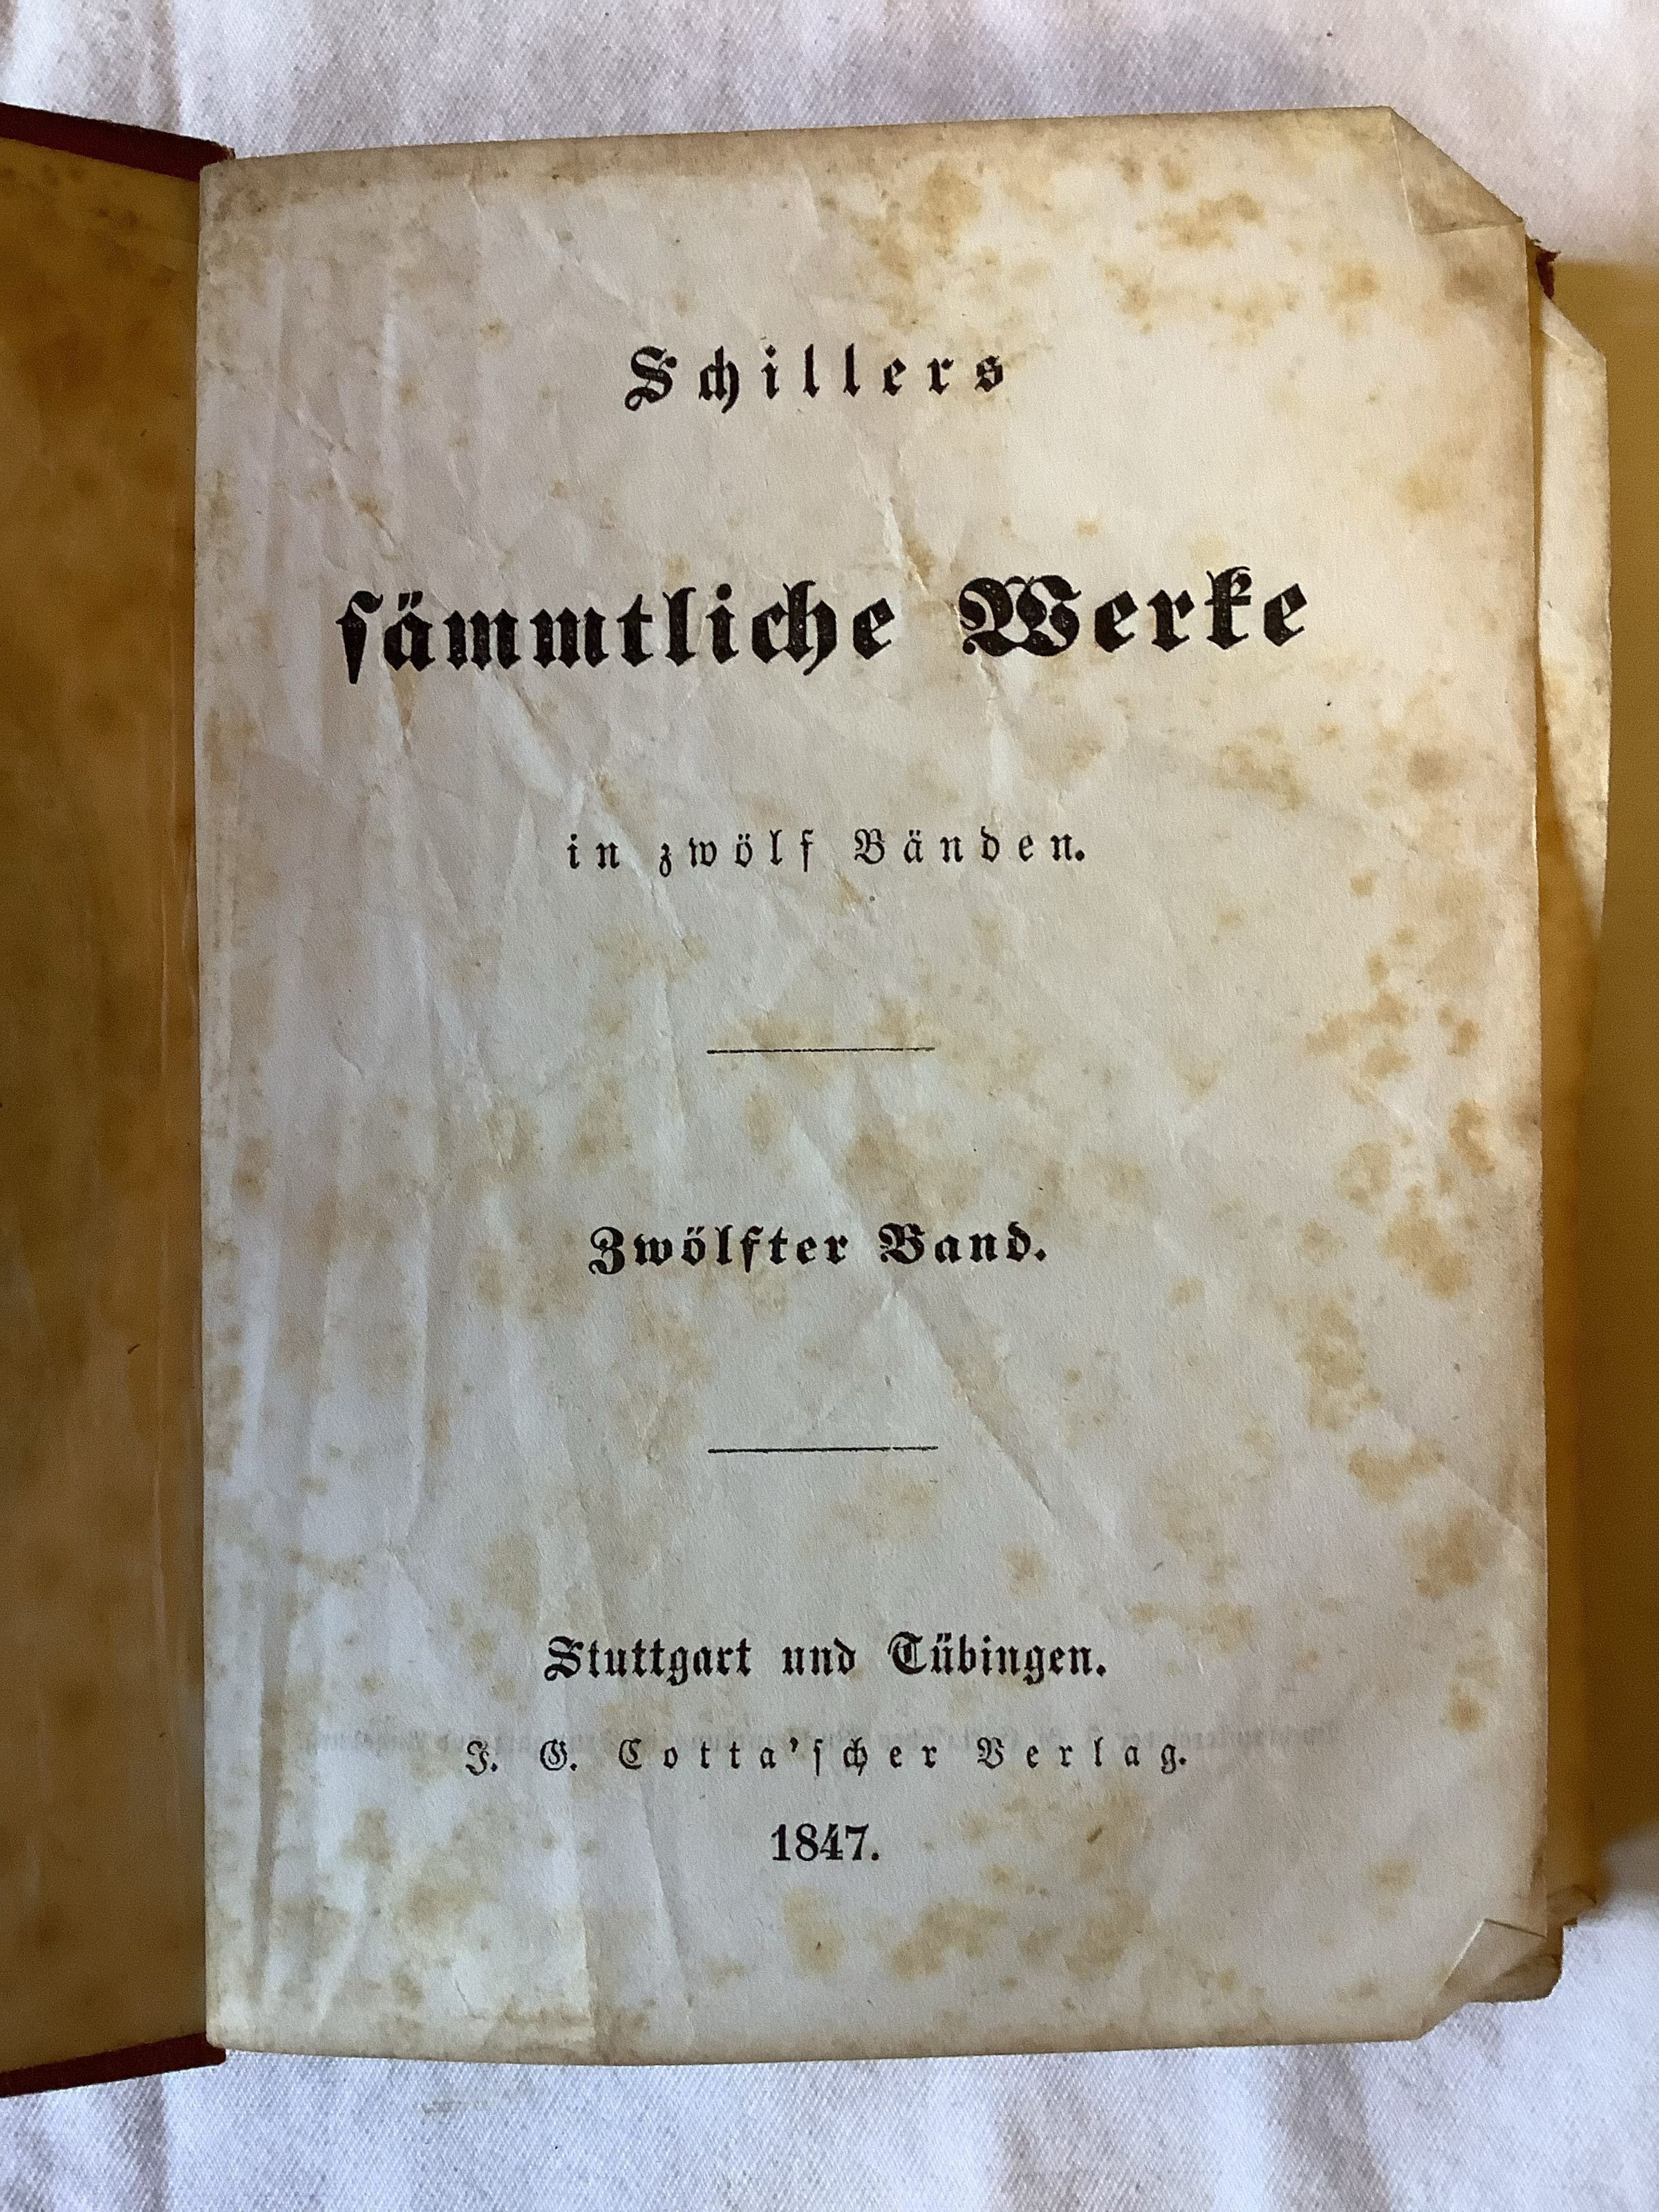 Schillers
ſämmtliche Werke
in zwölf Bänden.
Zwölfter Band.
Stuttgart und Tübingen.
J. G. Cotta'ſcher Verlag.
1847.